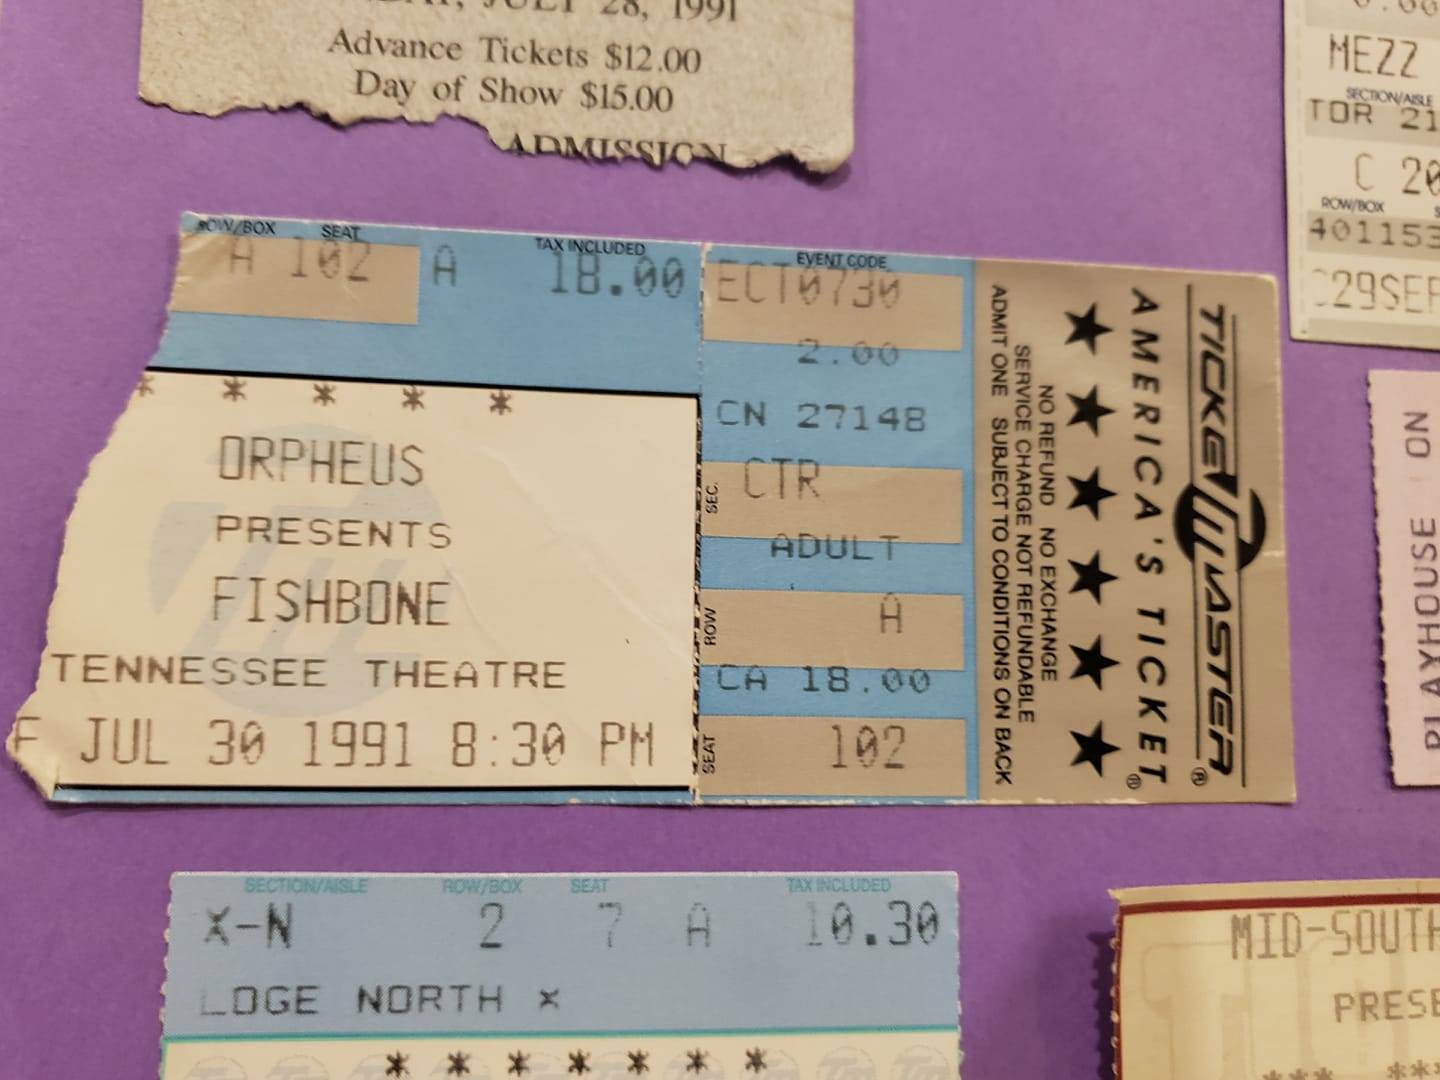 JULY 28, 1991
Advance Tickets $12.00
Day of Show $15.00
ADMISSION
ROW/BOX SEAT TAX INCLUDED
A 102 A 18.00
* * * * *
ORPHEUS
PRESENTS
FISHBONE
TENNESSEE THEATRE
JUL 30 1991 8:30 PM
EVENT CODE
ECT0730
2.00
CN 27148
SEC. CTR
ADULT
ROW A
CA 18.00
SEAT 102
ADMIT ONE SUBJECT TO CONDITIONS ON BACK
SERVICE CHARGE NOT REFUNDABLE
NO REFUND NO EXCHANGE
AMERICA'S TICKET®
TICKETMASTER®
MEZZ
SECTION/AISLE
TOR 21
C 20
ROW/BOX
401153
29SEP
PLAYHOUSE ON
SECTION/AISLE ROW/BOX SEAT TAX INCLUDED
X-N 2 7 A 10.30
LOGE NORTH X
* * * * * * *
MID-SOUTH
PRESE
*** ***